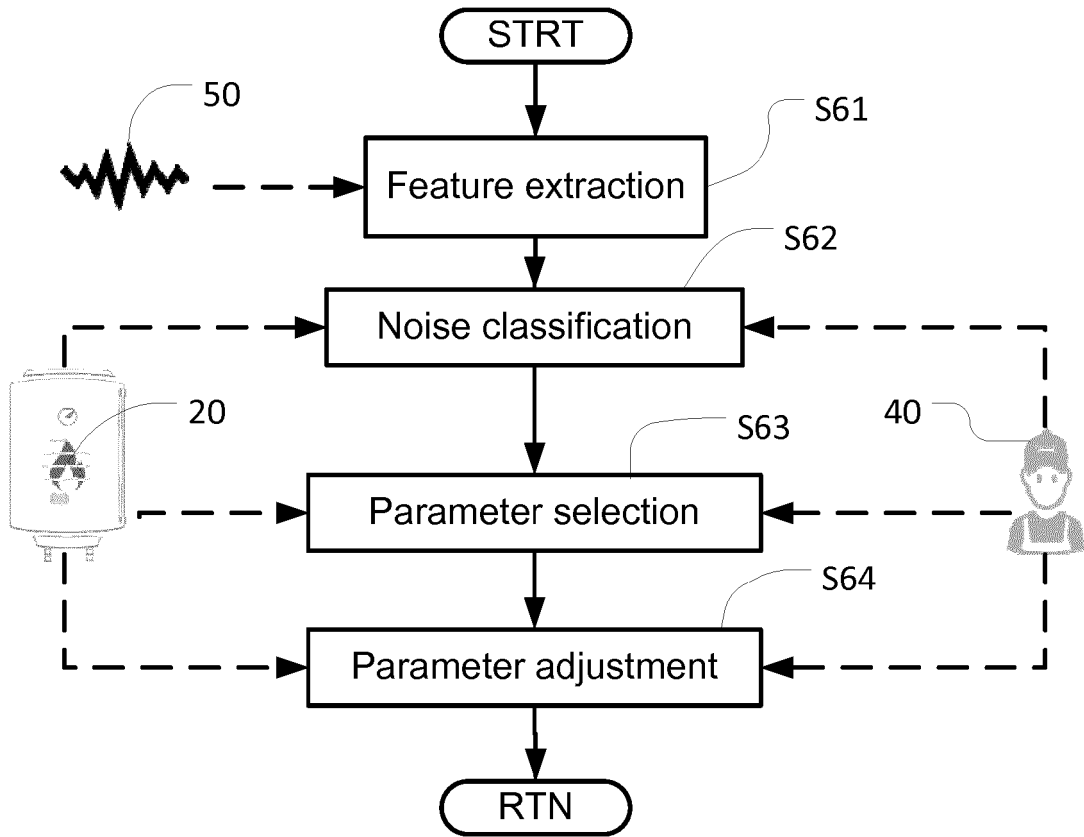 STRT
50
S61
Feature extraction
S62
Noise classification
20
40
S63
Parameter selection
S64
Parameter adjustment
RTN